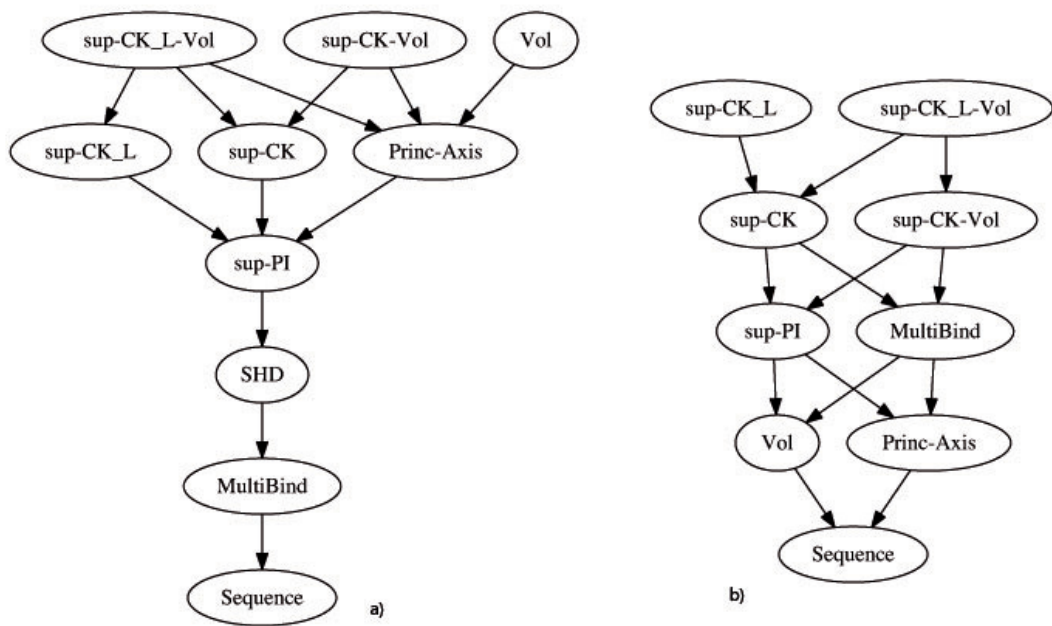 sup-CK_L-Vol
sup-CK-Vol
Vol
sup-CK_L
sup-CK
Princ-Axis
sup-PI
SHD
MultiBind
Sequence
a)
sup-CK_L
sup-CK_L-Vol
sup-CK
sup-CK-Vol
sup-PI
MultiBind
Vol
Princ-Axis
Sequence
b)